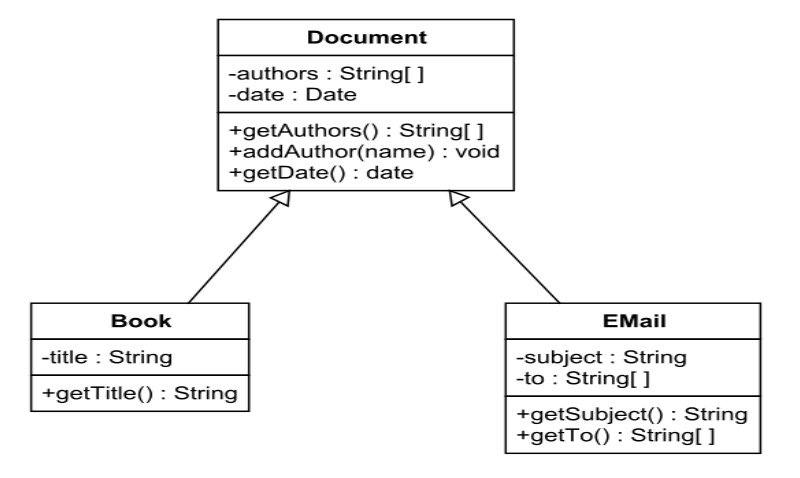 Document
-authors : String[ ]
-date : Date
+getAuthors() : String[ ]
+addAuthor(name) : void
+getDate() : date
Book
-title : String
+getTitle() : String
EMail
-subject : String
-to : String[ ]
+getSubject() : String
+getTo() : String[ ]